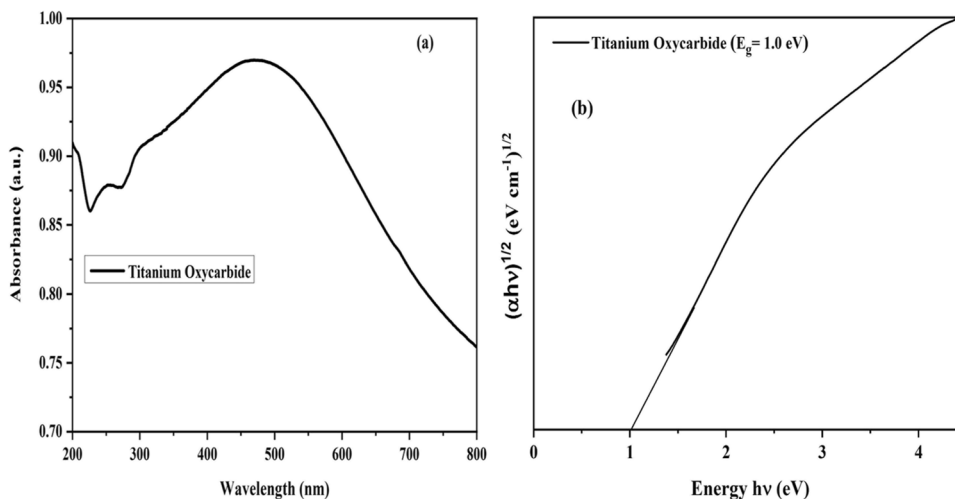 (a)
1.00
0.95
0.90
0.85
0.80
0.75
0.70
Absorbance (a.u.)
Titanium Oxycarbide
200 300 400 500 600 700 800
Wavelength (nm)
Titanium Oxycarbide (Eg= 1.0 eV)
(b)
(αhν)1/2 (eV cm-1)1/2
0 1 2 3 4
Energy hν (eV)